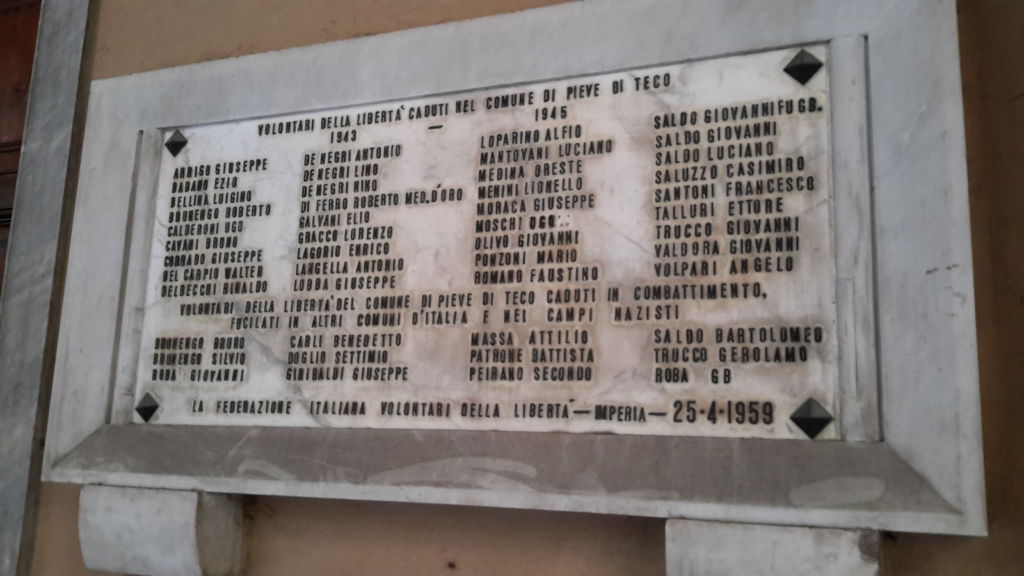 VOLONTARI DELLA LIBERTA' CADUTI NEL COMUNE DI PIEVE DI TECO
1943 — 1945
ARRIGO GIUSEPPE
BADANO EZIO
BELLINA LUIGINO
BRUNENGO ROBERTO
CALDERONI UGO
CAVANI BRUNO
CORRADO GIUSEPPE
DEL CARPIO WALTER
DELBECCHI RINALDO
DE NEGRI ANTONIO
DE NEGRI LINO
DE NEGRI NINO
DI FERRO ROBERTO MED. D'ORO
SALVANI ELIO
GNACCO LORENZO
LAGORIO ENRICO
LANGELLA ANTONIO
LUBBA GIUSEPPE
LOPARINO ALFIO
MANTOVANI LUCIANO
MEDINA ORESTE
MENINI LIONELLO
MORACA GIUSEPPE
MOSCHI UGO
OLIVO GIOVANNI
PONZONI MARIO
ROMANO FAUSTINO
SALDO GIOVANNI FU GB.
SALDO GIOVANNI
SALDO LUCIANO
SALUZZO CASIMIRO
SANTONI FRANCESCO
TALLURI ETTORE
TRUCCO GIOVANNI
VALDORA GIOVANNI
VOLPARI ANGELO
VOLONTARI DELLA LIBERTA' DEL COMUNE DI PIEVE DI TECO CADUTI IN COMBATTIMENTO,
FUCILATI IN ALTRI COMUNI D'ITALIA E NEI CAMPI NAZISTI
BRUNENGO BRUNO
BRUNENGO SILVIO
ROBA GIOVANNI
CARLI BENEDETTO
DOGLIO SETTIMIO
GIRIBALDI GIUSEPPE
MASSA ATTILIO
PATRONE BATTISTA
PEIRANO SECONDO
SALDO BARTOLOMEO
TRUCCO GEROLAMO
ROBA GB
LA FEDERAZIONE ITALIANA VOLONTARI DELLA LIBERTA' — IMPERIA — 25·4·1959